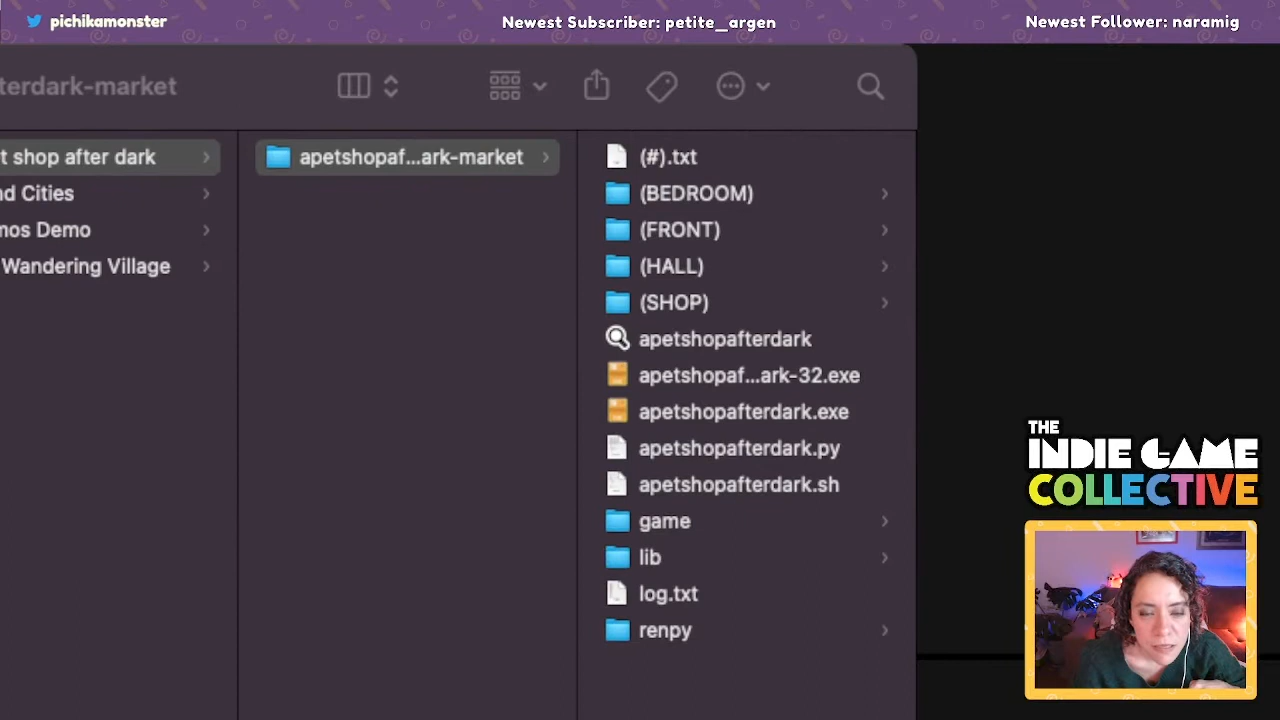 pichikamonster
Newest Subscriber: petite_argen
Newest Follower: naramig
terdark-market
t shop after dark
nd Cities
mos Demo
Wandering Village
apetshopaf...ark-market
(#).txt
(BEDROOM)
(FRONT)
(HALL)
(SHOP)
apetshopafterdark
apetshopaf...ark-32.exe
apetshopafterdark.exe
apetshopafterdark.py
apetshopafterdark.sh
game
lib
log.txt
renpy
THE
INDIE GAME
COLLECTIVE